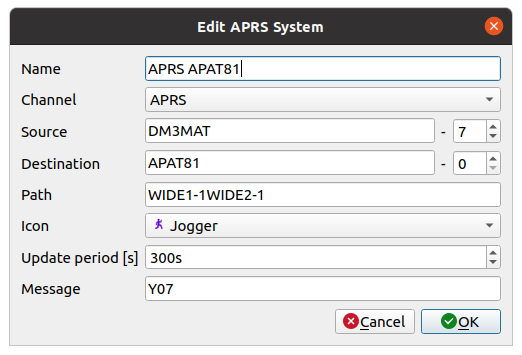 Edit APRS System
Name APRS APAT81
Channel APRS
Source DM3MAT - 7
Destination APAT81 - 0
Path WIDE1-1WIDE2-1
Icon Jogger
Update period [s] 300s
Message Y07
Cancel OK